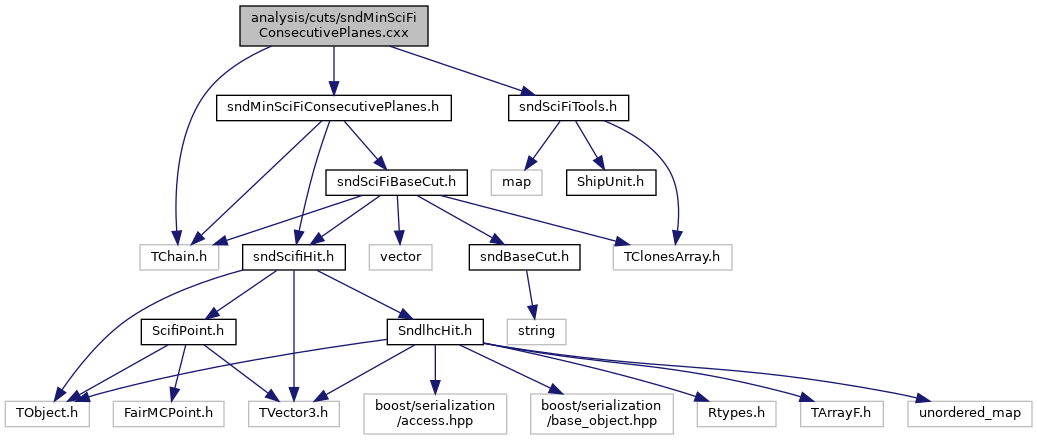 analysis/cuts/sndMinSciFi
ConsecutivePlanes.cxx
sndMinSciFiConsecutivePlanes.h
sndSciFiTools.h
sndSciFiBaseCut.h
map
ShipUnit.h
TChain.h
sndScifiHit.h
vector
sndBaseCut.h
TClonesArray.h
ScifiPoint.h
SndlhcHit.h
string
TObject.h
FairMCPoint.h
TVector3.h
boost/serialization
/access.hpp
boost/serialization
/base_object.hpp
Rtypes.h
TArrayF.h
unordered_map